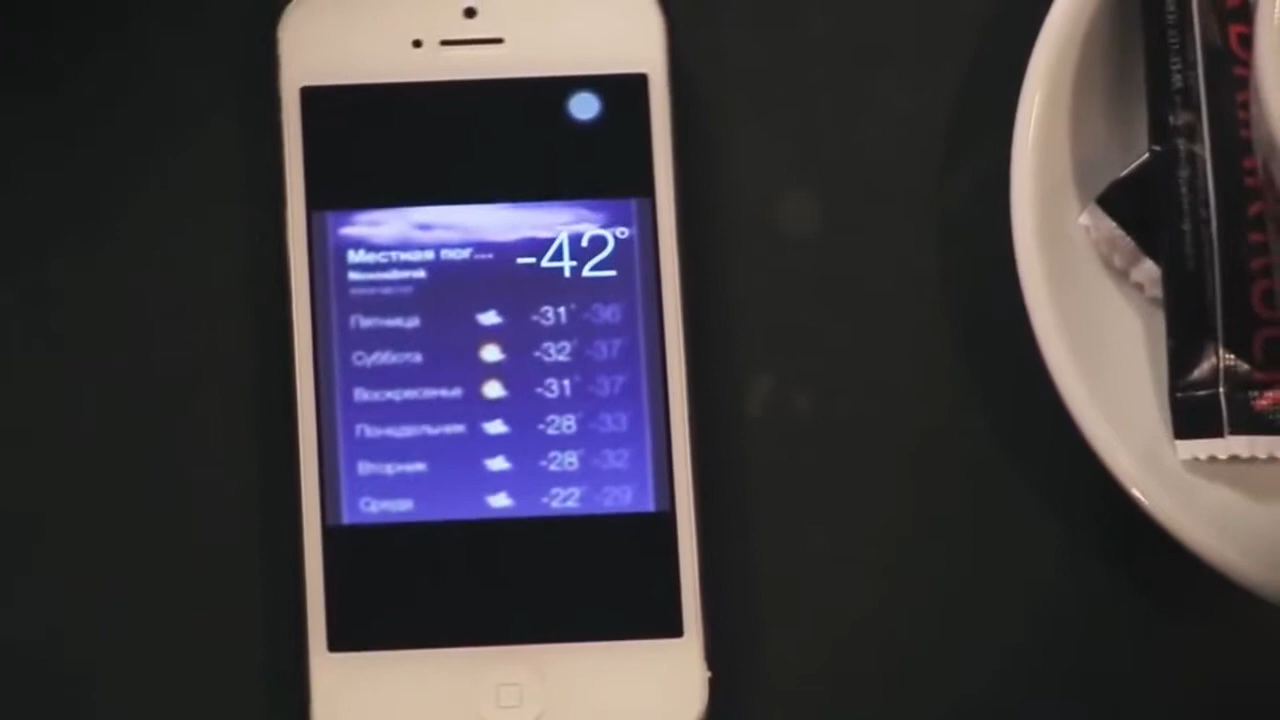 Местная пог...
-42°
Пятница -31° -36°
Суббота -32° -37°
Воскресенье -31° -37°
Понедельник -28° -33°
Вторник -28° -32°
Среда -22° -29°